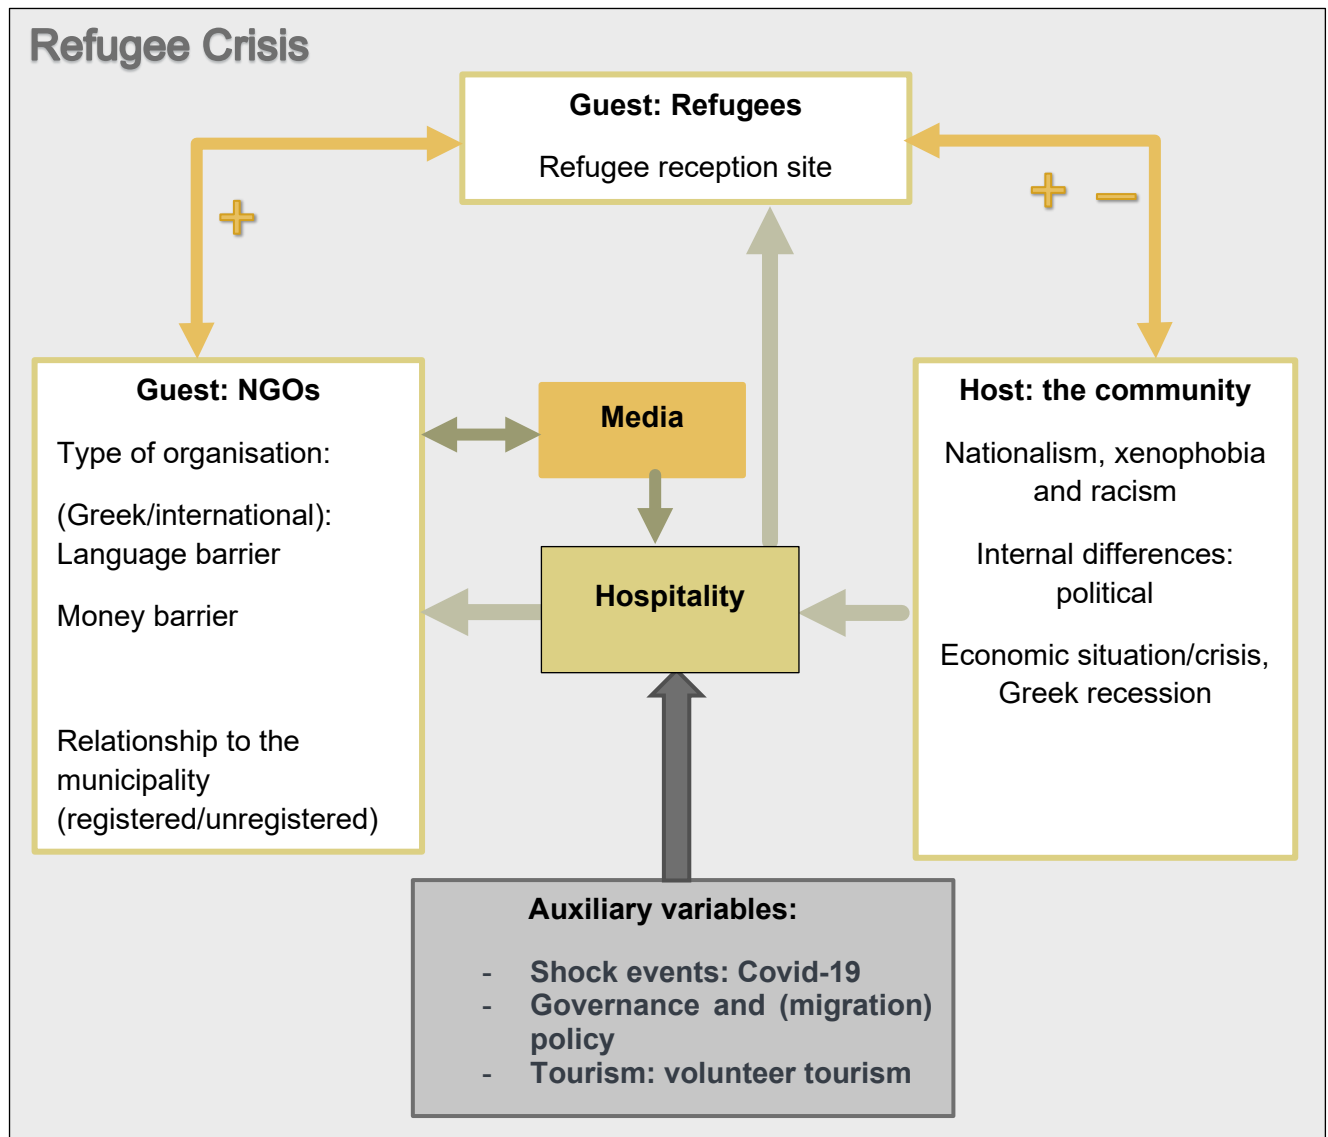 Refugee Crisis
Guest: Refugees
Refugee reception site
+
+ −
Guest: NGOs
Type of organisation:
(Greek/international):
Language barrier
Money barrier
Relationship to the
municipality
(registered/unregistered)
Media
Hospitality
Host: the community
Nationalism, xenophobia
and racism
Internal differences:
political
Economic situation/crisis,
Greek recession
Auxiliary variables:
- Shock events: Covid-19
- Governance and (migration)
policy
- Tourism: volunteer tourism